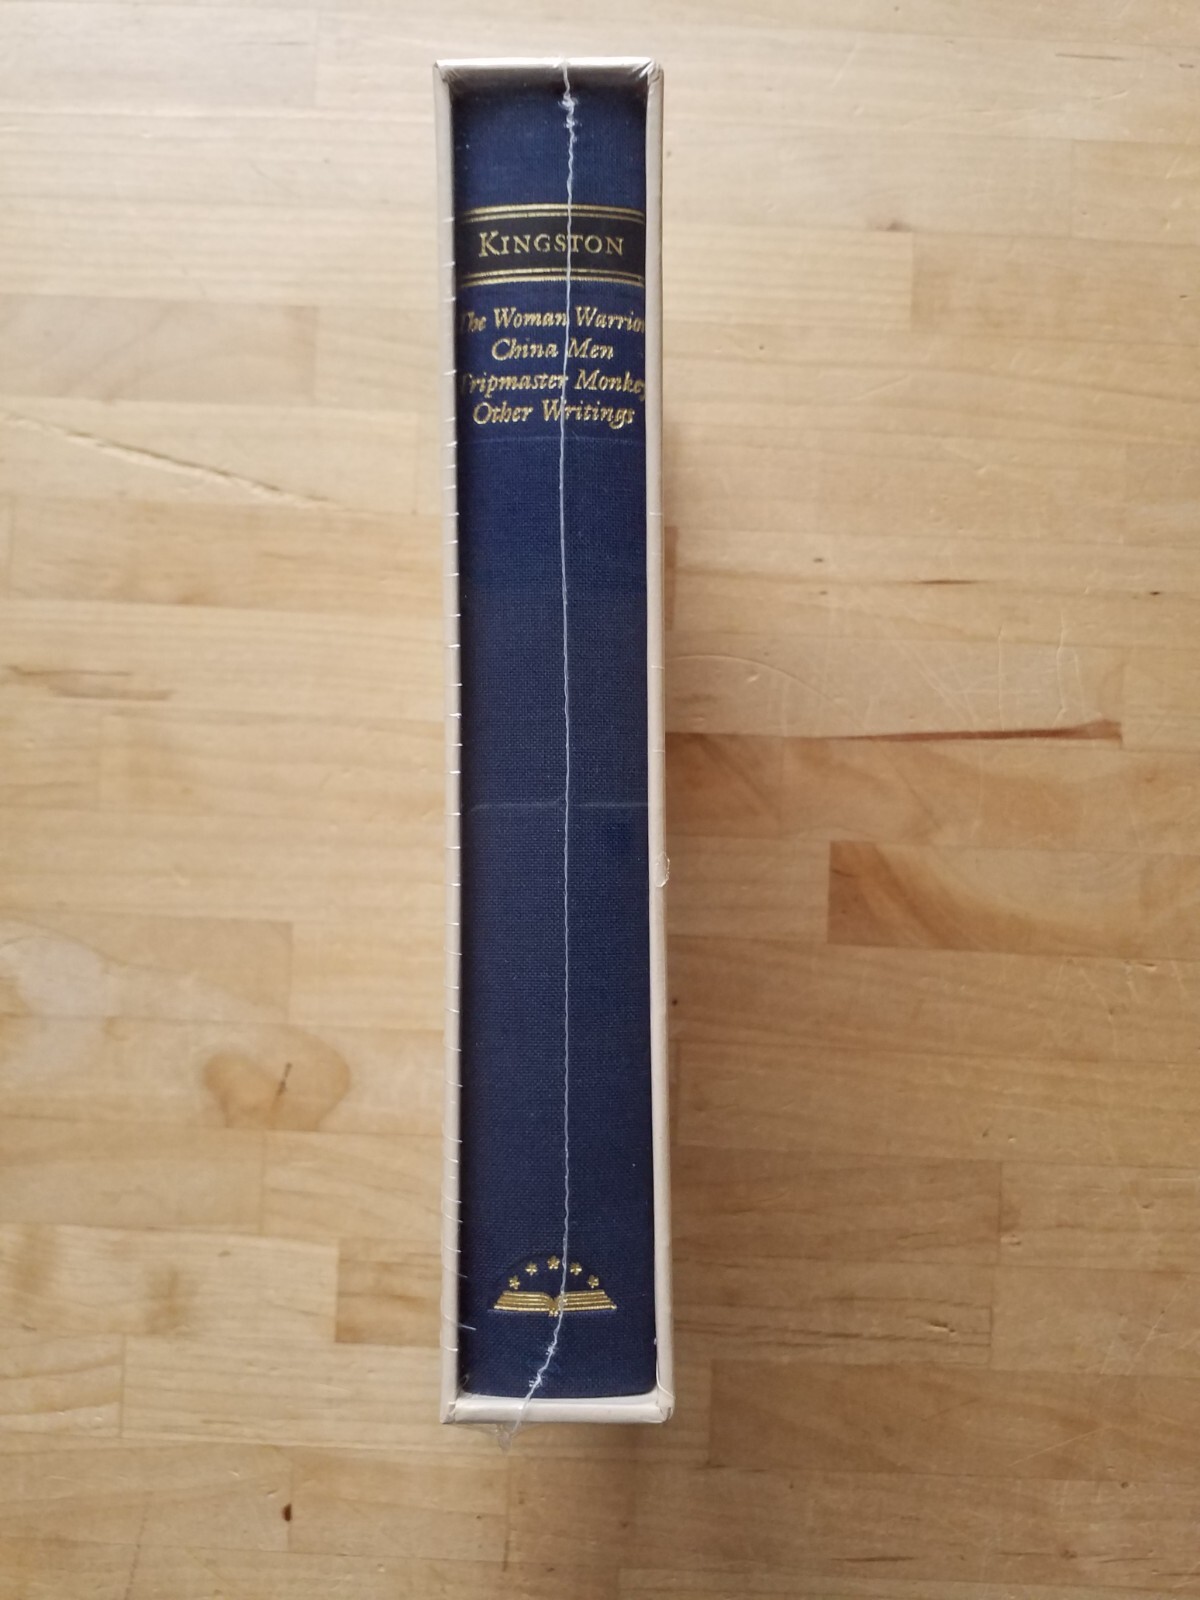 KINGSTON
The Woman Warrior
China Men
Tripmaster Monkey
Other Writings